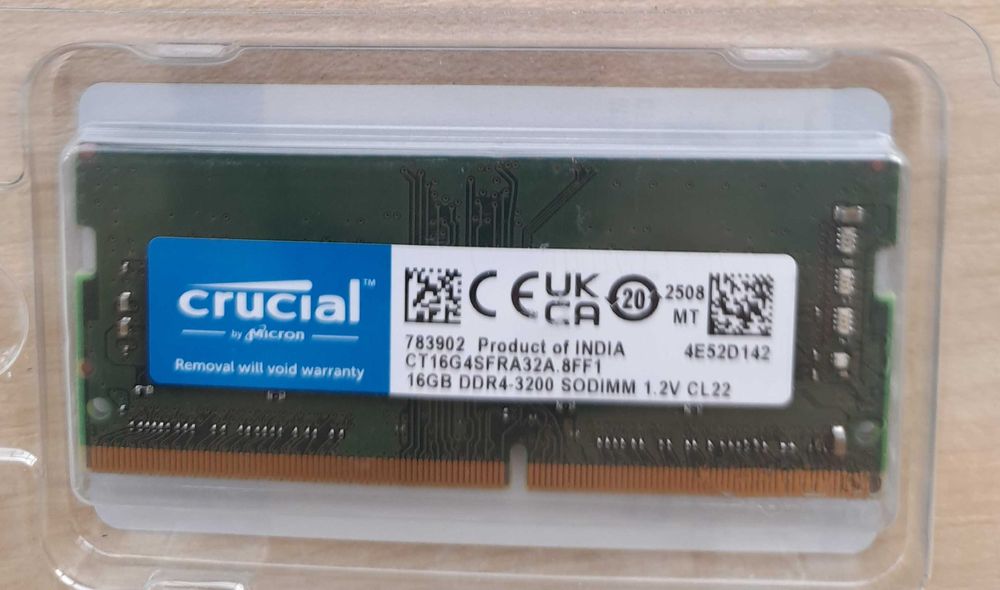 crucial™
by Micron
Removal will void warranty
CE UK CA 20 2508
MT
783902 Product of INDIA 4E52D142
CT16G4SFRA32A.8FF1
16GB DDR4-3200 SODIMM 1.2V CL22